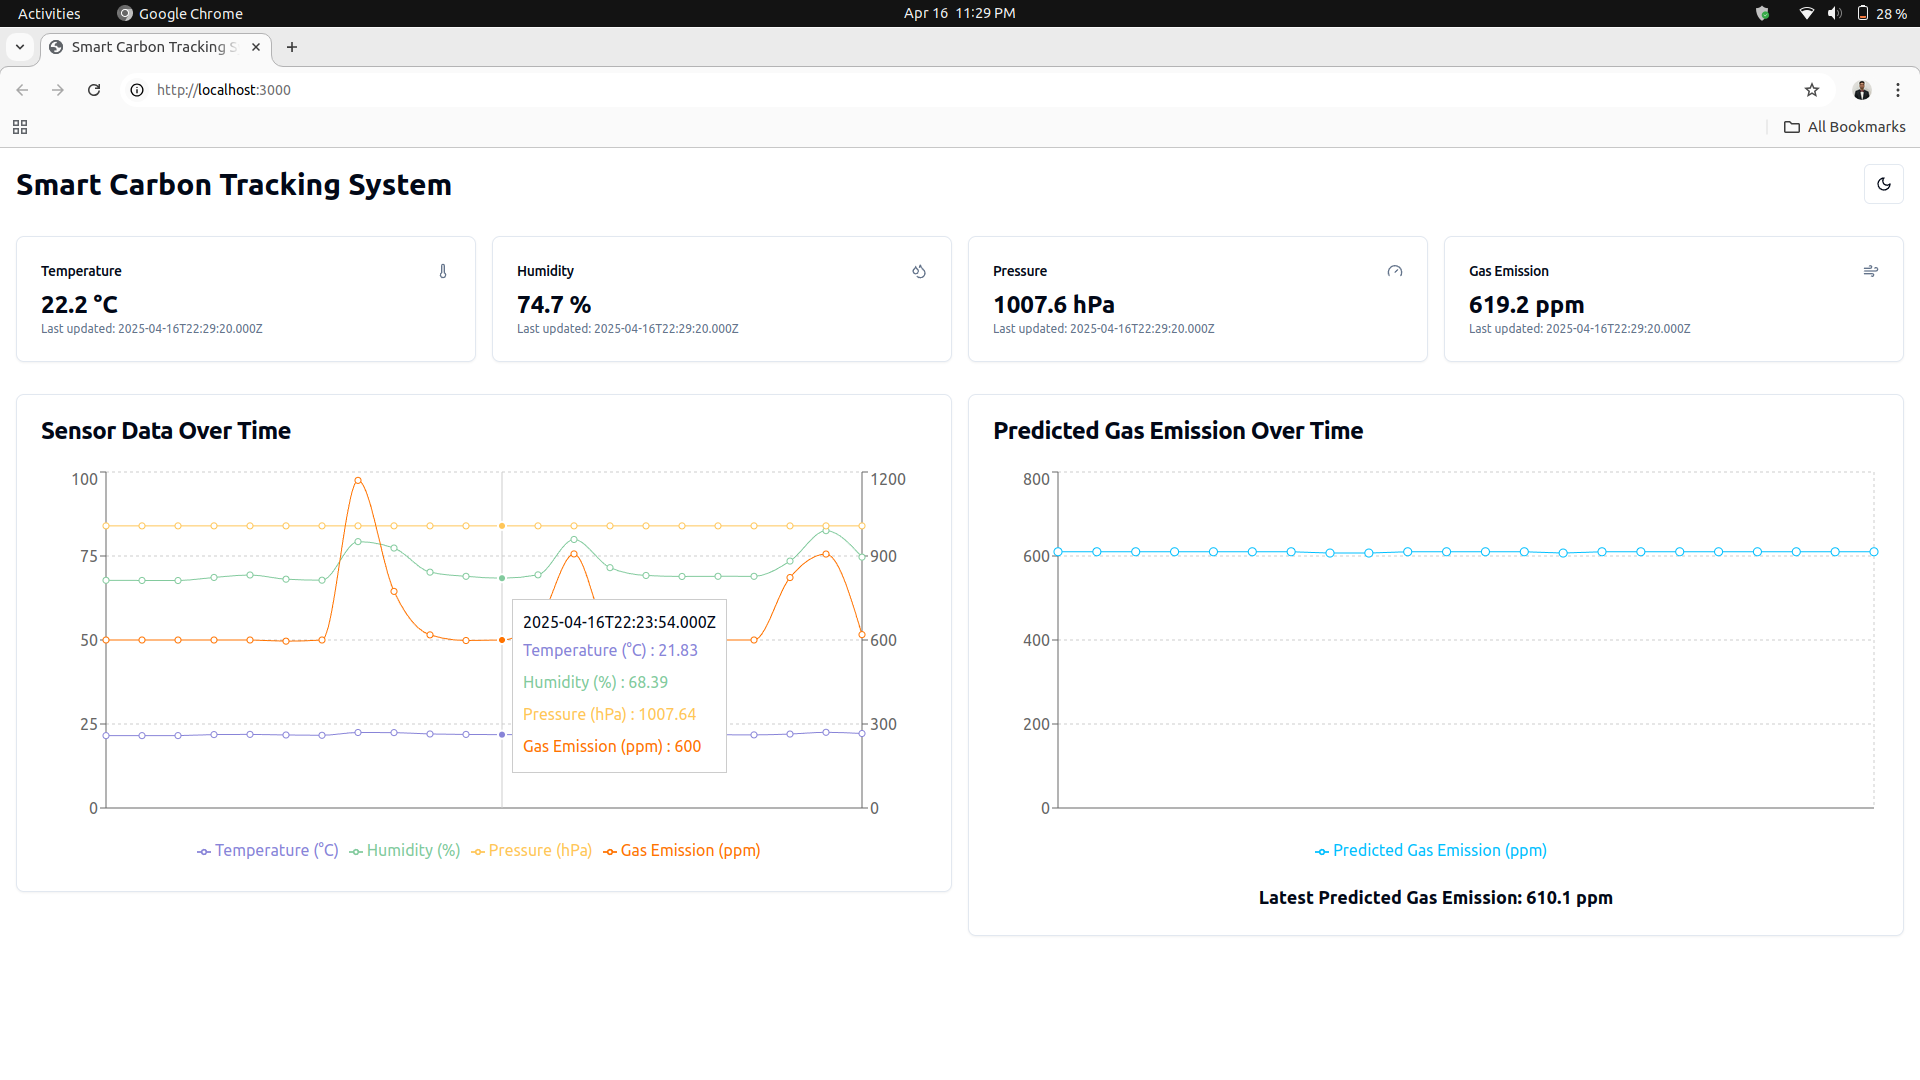 Activities Google Chrome Apr 16 11:29 PM 28 %
Smart Carbon Tracking S
http://localhost:3000
All Bookmarks
Smart Carbon Tracking System
Temperature
22.2 °C
Last updated: 2025-04-16T22:29:20.000Z
Humidity
74.7 %
Last updated: 2025-04-16T22:29:20.000Z
Pressure
1007.6 hPa
Last updated: 2025-04-16T22:29:20.000Z
Gas Emission
619.2 ppm
Last updated: 2025-04-16T22:29:20.000Z
Sensor Data Over Time
100 1200
75 900
50 600
25 300
0 0
2025-04-16T22:23:54.000Z
Temperature (°C) : 21.83
Humidity (%) : 68.39
Pressure (hPa) : 1007.64
Gas Emission (ppm) : 600
Temperature (°C) Humidity (%) Pressure (hPa) Gas Emission (ppm)
Predicted Gas Emission Over Time
800
600
400
200
0
Predicted Gas Emission (ppm)
Latest Predicted Gas Emission: 610.1 ppm